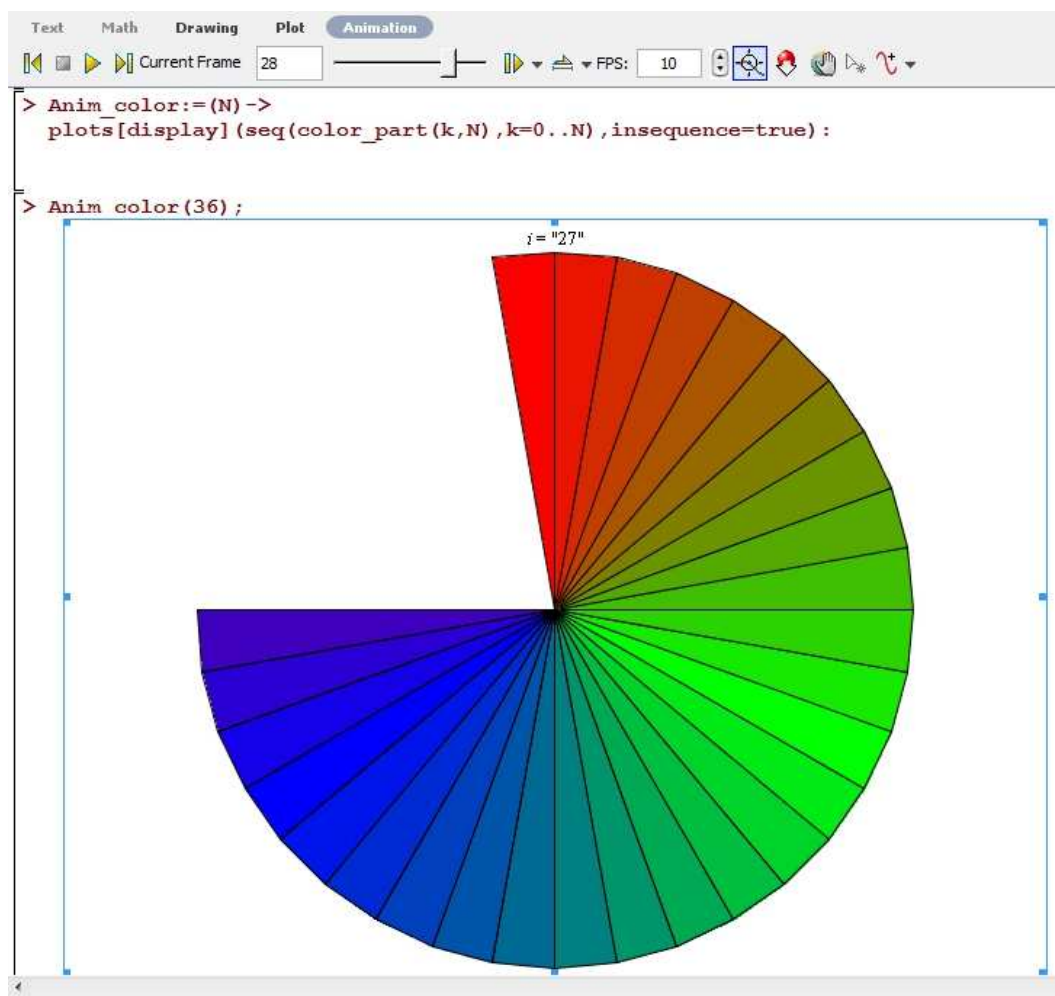 Text Math Drawing Plot Animation
Current Frame 28 FPS: 10
> Anim_color:=(N)->
plots[display](seq(color_part(k,N),k=0..N),insequence=true):
> Anim_color(36);
i = "27"